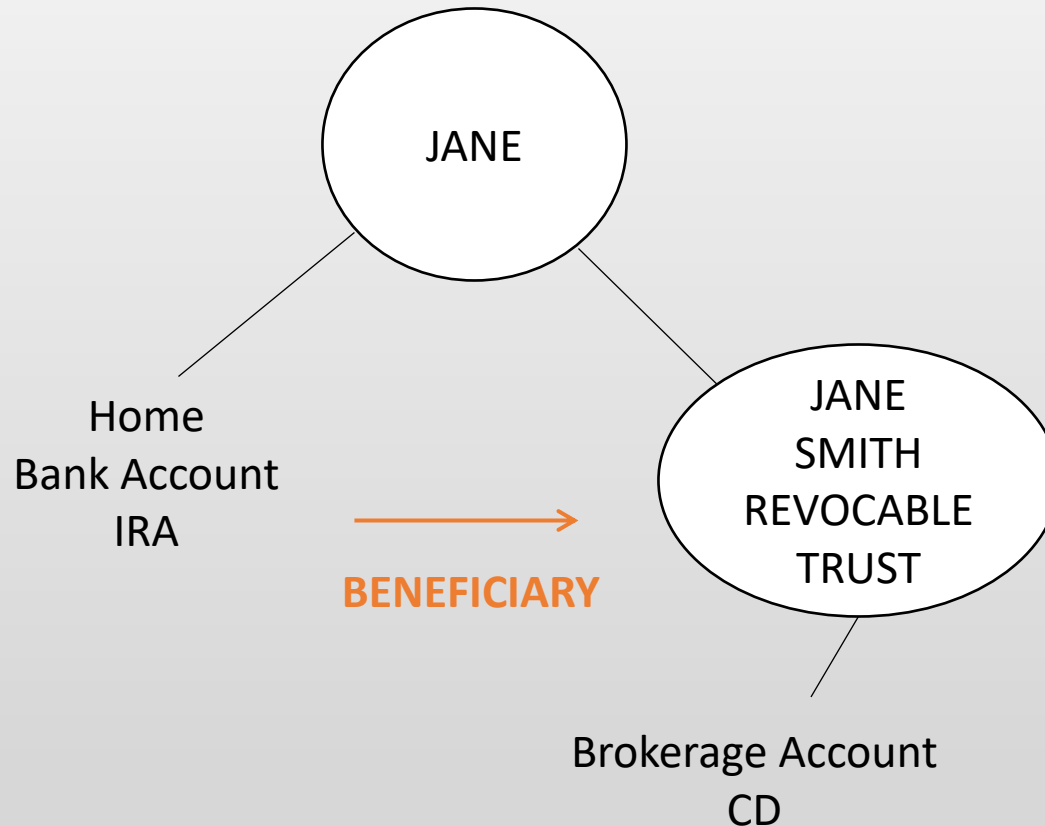 JANE
Home
Bank Account
IRA
BENEFICIARY
JANE
SMITH
REVOCABLE
TRUST
Brokerage Account
CD